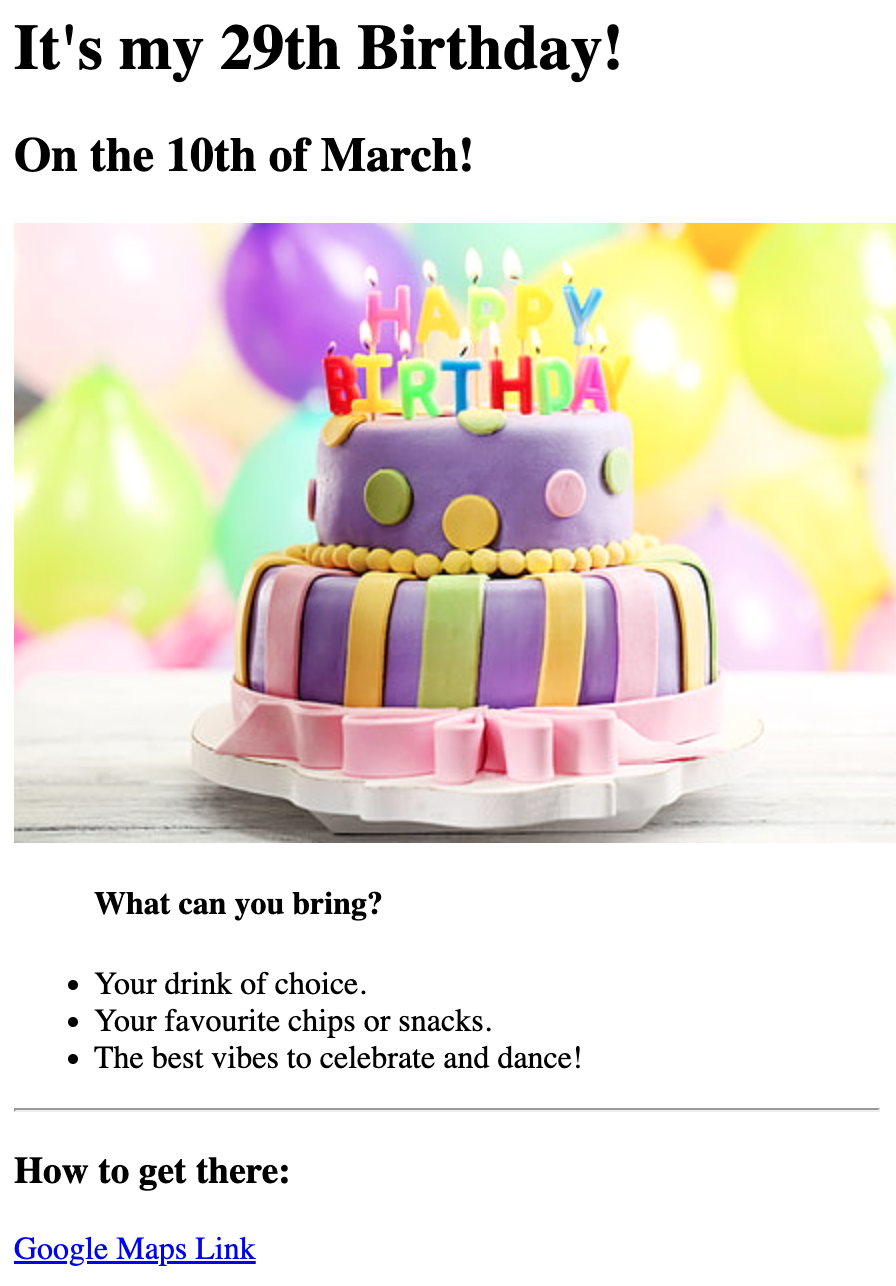 It's my 29th Birthday!
On the 10th of March!
HAPPY
BIRTHDAY
What can you bring?
Your drink of choice.
Your favourite chips or snacks.
The best vibes to celebrate and dance!
How to get there:
Google Maps Link